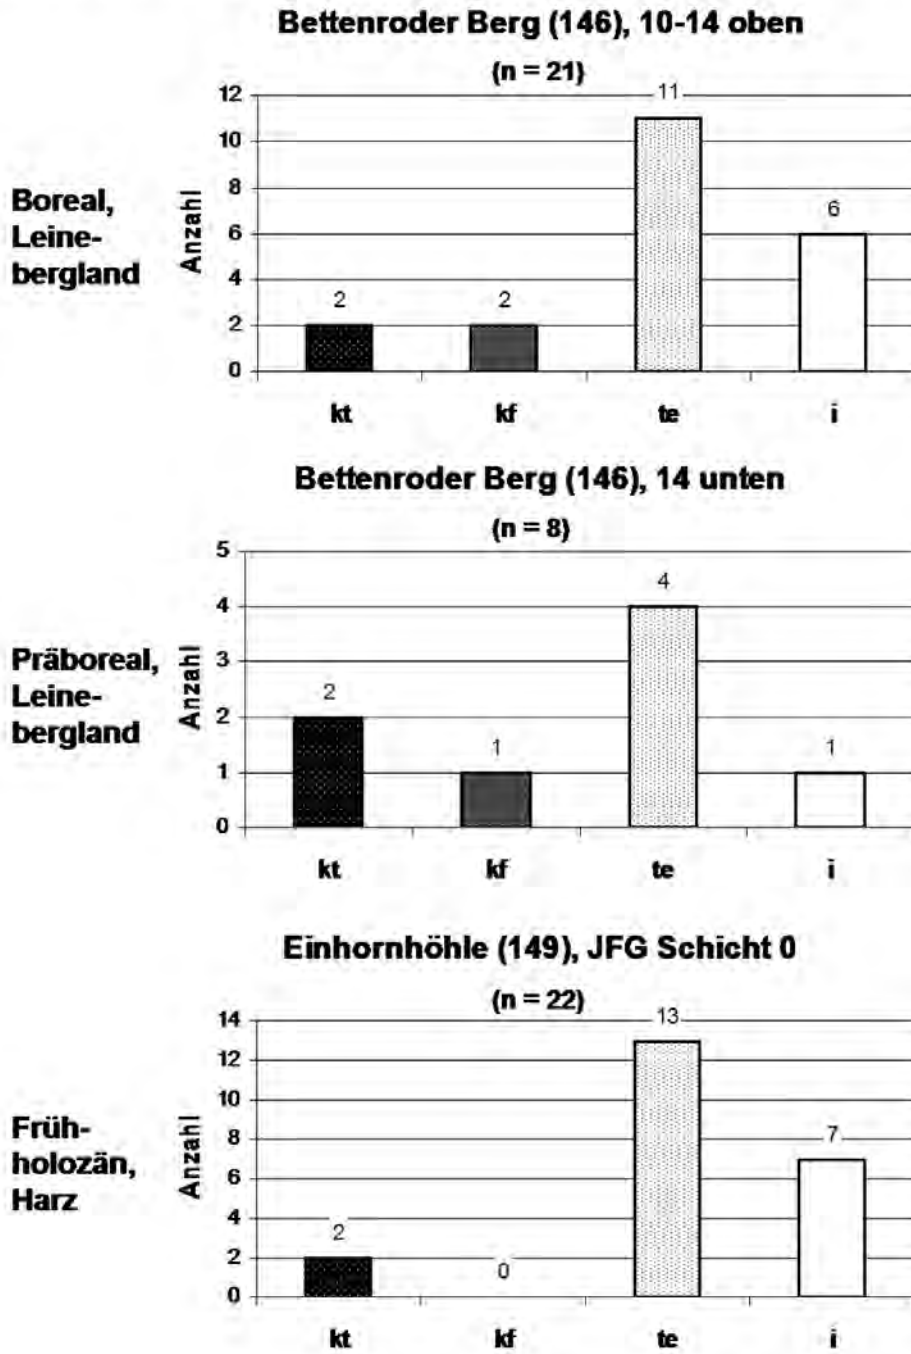 Bettenroder Berg (146), 10-14 oben
(n = 21)
Boreal,
Leine-
bergland
Anzahl
12
10
8
6
4
2
0
2
2
11
6
kt kf te i
Bettenroder Berg (146), 14 unten
(n = 8)
Präboreal,
Leine-
bergland
Anzahl
5
4
3
2
1
0
2
1
4
1
kt kf te i
Einhornhöhle (149), JFG Schicht 0
(n = 22)
Früh-
holozän,
Harz
Anzahl
14
12
10
8
6
4
2
0
2
0
13
7
kt kf te i